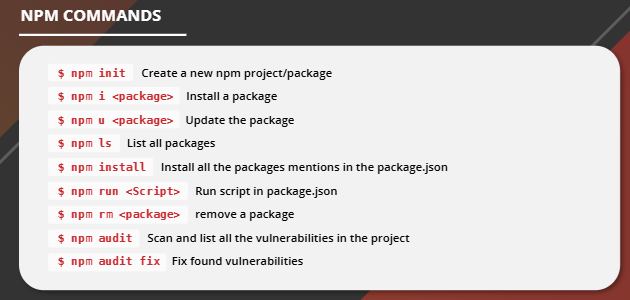 NPM COMMANDS
$ npm init Create a new npm project/package
$ npm i <package> Install a package
$ npm u <package> Update the package
$ npm ls List all packages
$ npm install Install all the packages mentions in the package.json
$ npm run <Script> Run script in package.json
$ npm rm <package> remove a package
$ npm audit Scan and list all the vulnerabilities in the project
$ npm audit fix Fix found vulnerabilities